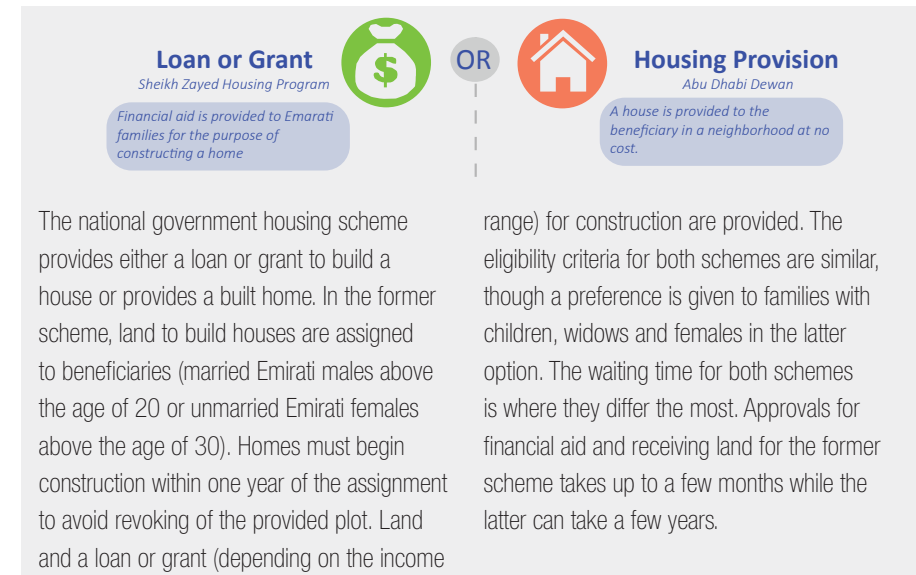 Loan or Grant
Sheikh Zayed Housing Program
Financial aid is provided to Emarati
families for the purpose of
constructing a home
$
OR
Housing Provision
Abu Dhabi Dewan
A house is provided to the
beneficiary in a neighborhood at no
cost.
The national government housing scheme
provides either a loan or grant to build a
house or provides a built home. In the former
scheme, land to build houses are assigned
to beneficiaries (married Emirati males above
the age of 20 or unmarried Emirati females
above the age of 30). Homes must begin
construction within one year of the assignment
to avoid revoking of the provided plot. Land
and a loan or grant (depending on the income
range) for construction are provided. The
eligibility criteria for both schemes are similar,
though a preference is given to families with
children, widows and females in the latter
option. The waiting time for both schemes
is where they differ the most. Approvals for
financial aid and receiving land for the former
scheme takes up to a few months while the
latter can take a few years.